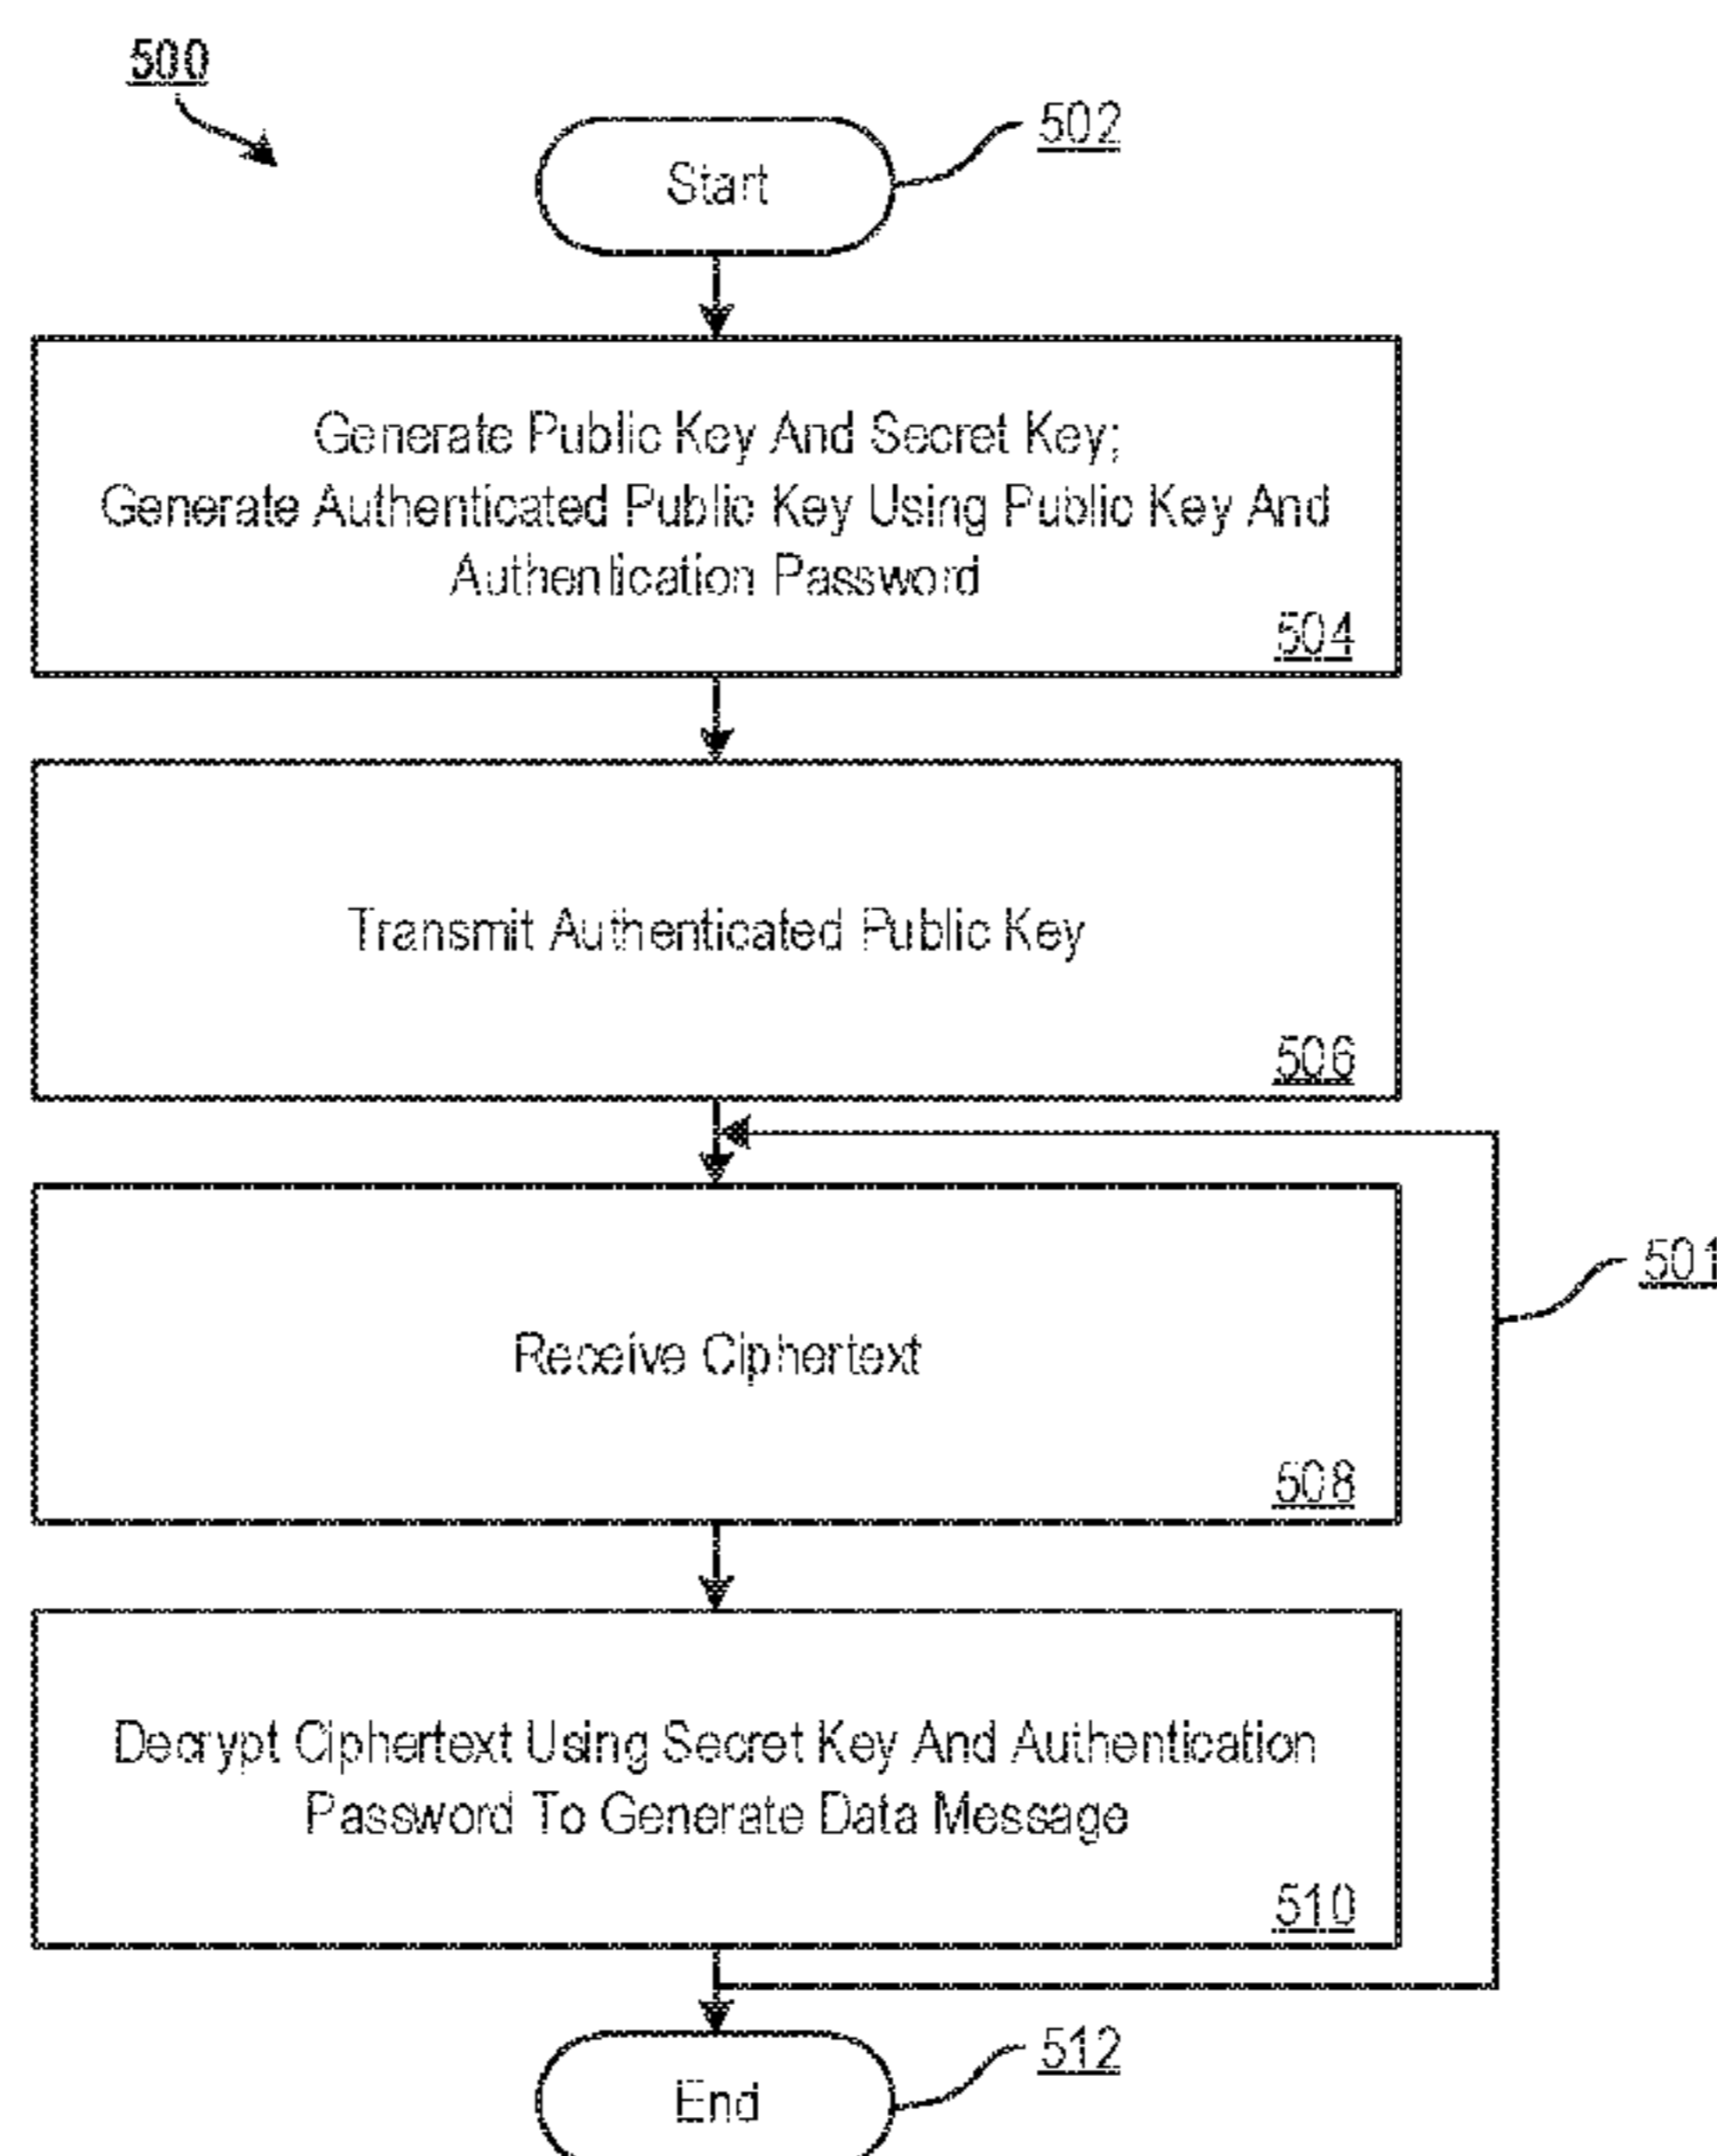 500
502
Start
Generate Public Key And Secret Key;
Generate Authenticated Public Key Using Public Key And
Authentication Password
504
Transmit Authenticated Public Key
506
501
Receive Ciphertext
508
Decrypt Ciphertext Using Secret Key And Authentication
Password To Generate Data Message
510
512
End